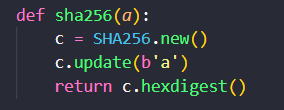 def sha256(a):
    c = SHA256.new()
    c.update(b'a')
    return c.hexdigest()